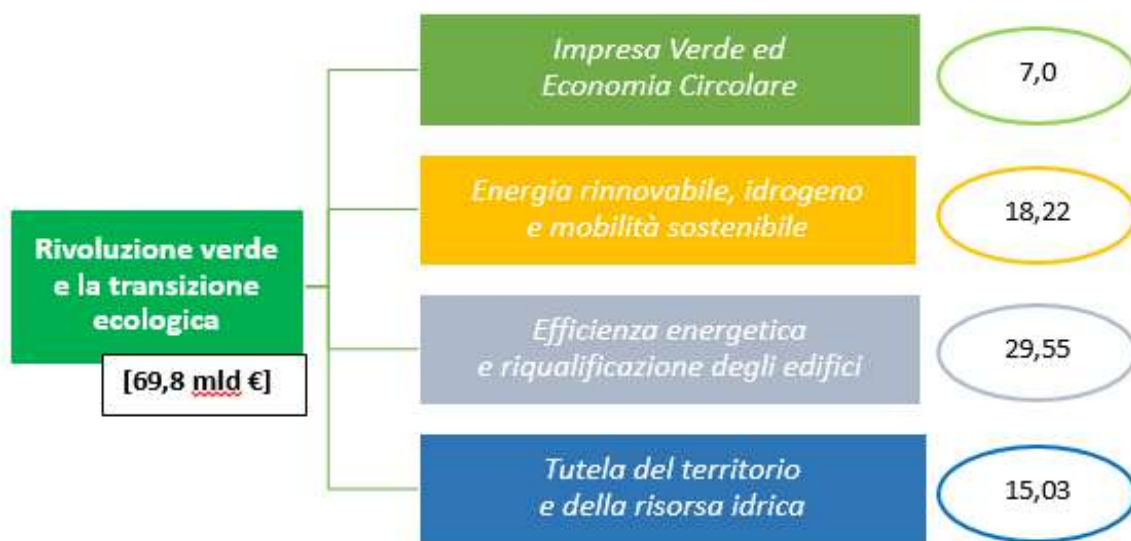 Rivoluzione verde
e la transizione
ecologica
[69,8 mld €]
Impresa Verde ed
Economia Circolare
7,0
Energia rinnovabile, idrogeno
e mobilità sostenibile
18,22
Efficienza energetica
e riqualificazione degli edifici
29,55
Tutela del territorio
e della risorsa idrica
15,03